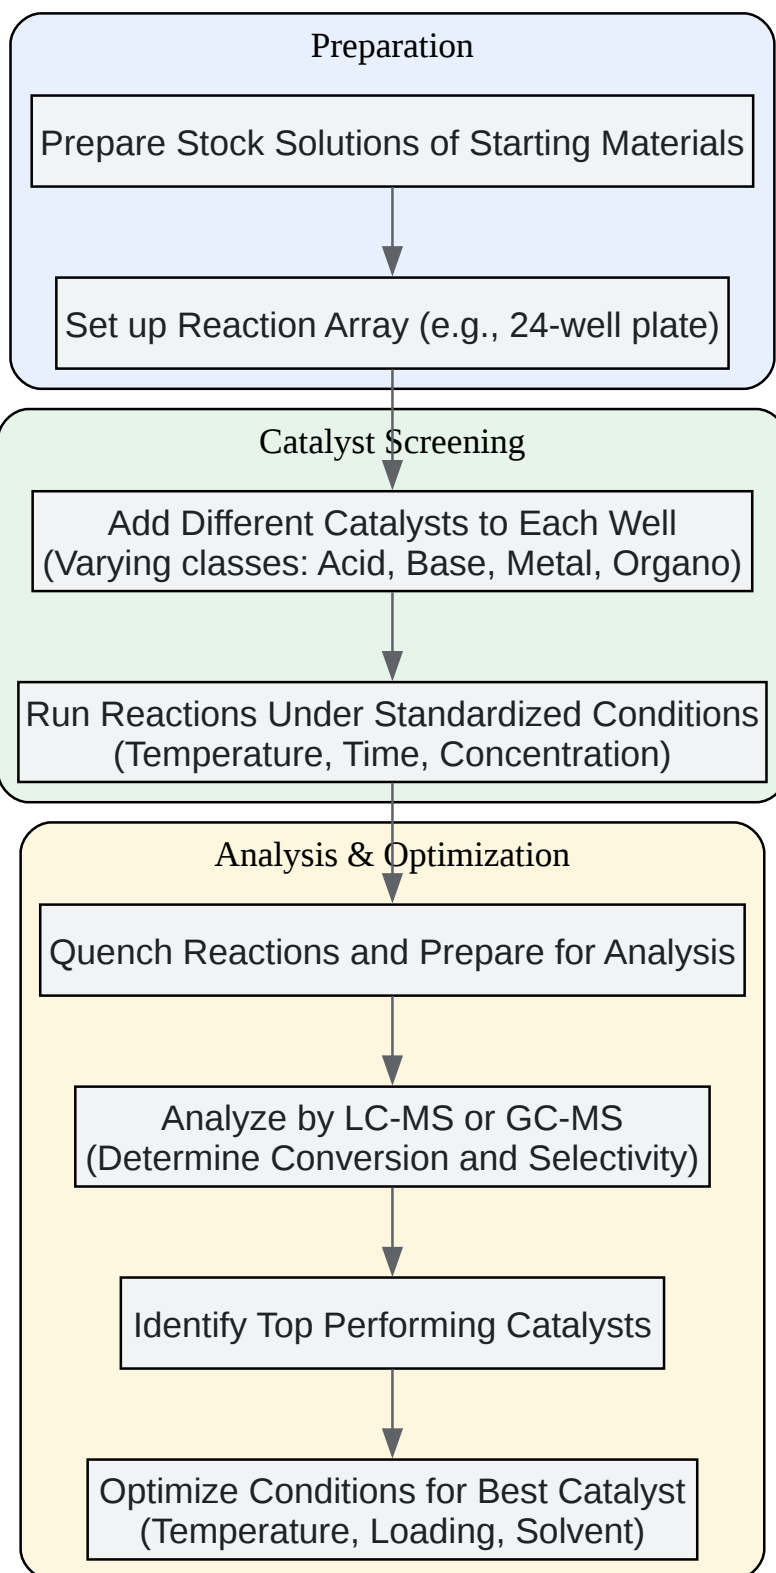 Preparation
Prepare Stock Solutions of Starting Materials
Set up Reaction Array (e.g., 24-well plate)
Catalyst Screening
Add Different Catalysts to Each Well
(Varying classes: Acid, Base, Metal, Organo)
Run Reactions Under Standardized Conditions
(Temperature, Time, Concentration)
Analysis & Optimization
Quench Reactions and Prepare for Analysis
Analyze by LC-MS or GC-MS
(Determine Conversion and Selectivity)
Identify Top Performing Catalysts
Optimize Conditions for Best Catalyst
(Temperature, Loading, Solvent)